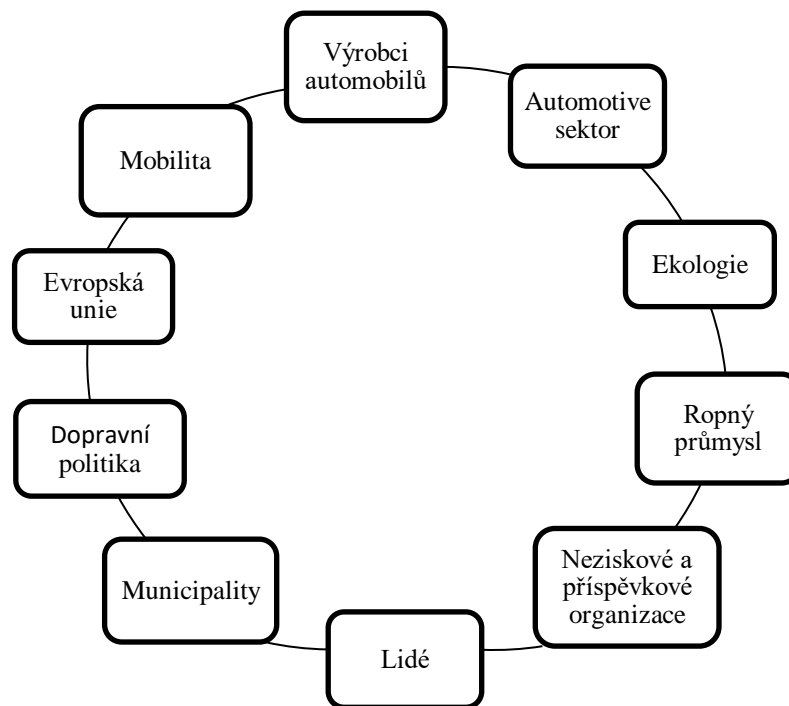 Výrobci
automobilů
Automotive
sektor
Ekologie
Ropný
průmysl
Neziskové a
příspěvkové
organizace
Lidé
Municipality
Dopravní
politika
Evropská
unie
Mobilita